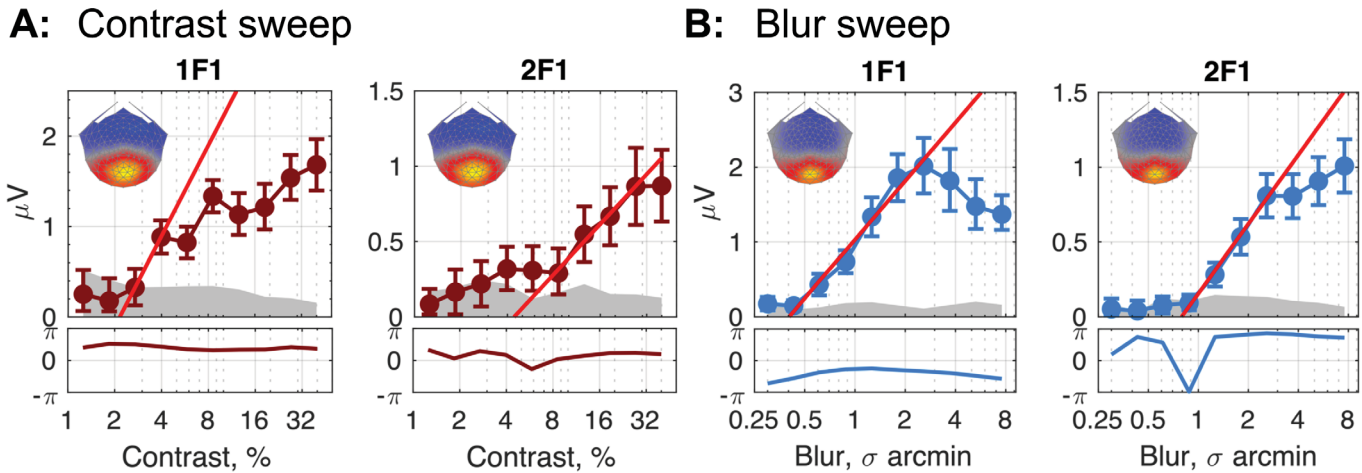 A: Contrast sweep
B: Blur sweep
1F1
2F1
1F1
2F1
μV
2
1
0
1.5
1
0.5
0
μV
3
2
1
0
1.5
1
0.5
0
π
0
-π
π
0
-π
π
0
-π
π
0
-π
1 2 4 8 16 32
1 2 4 8 16 32
0.25 0.5 1 2 4 8
0.25 0.5 1 2 4 8
Contrast, %
Contrast, %
Blur, σ arcmin
Blur, σ arcmin